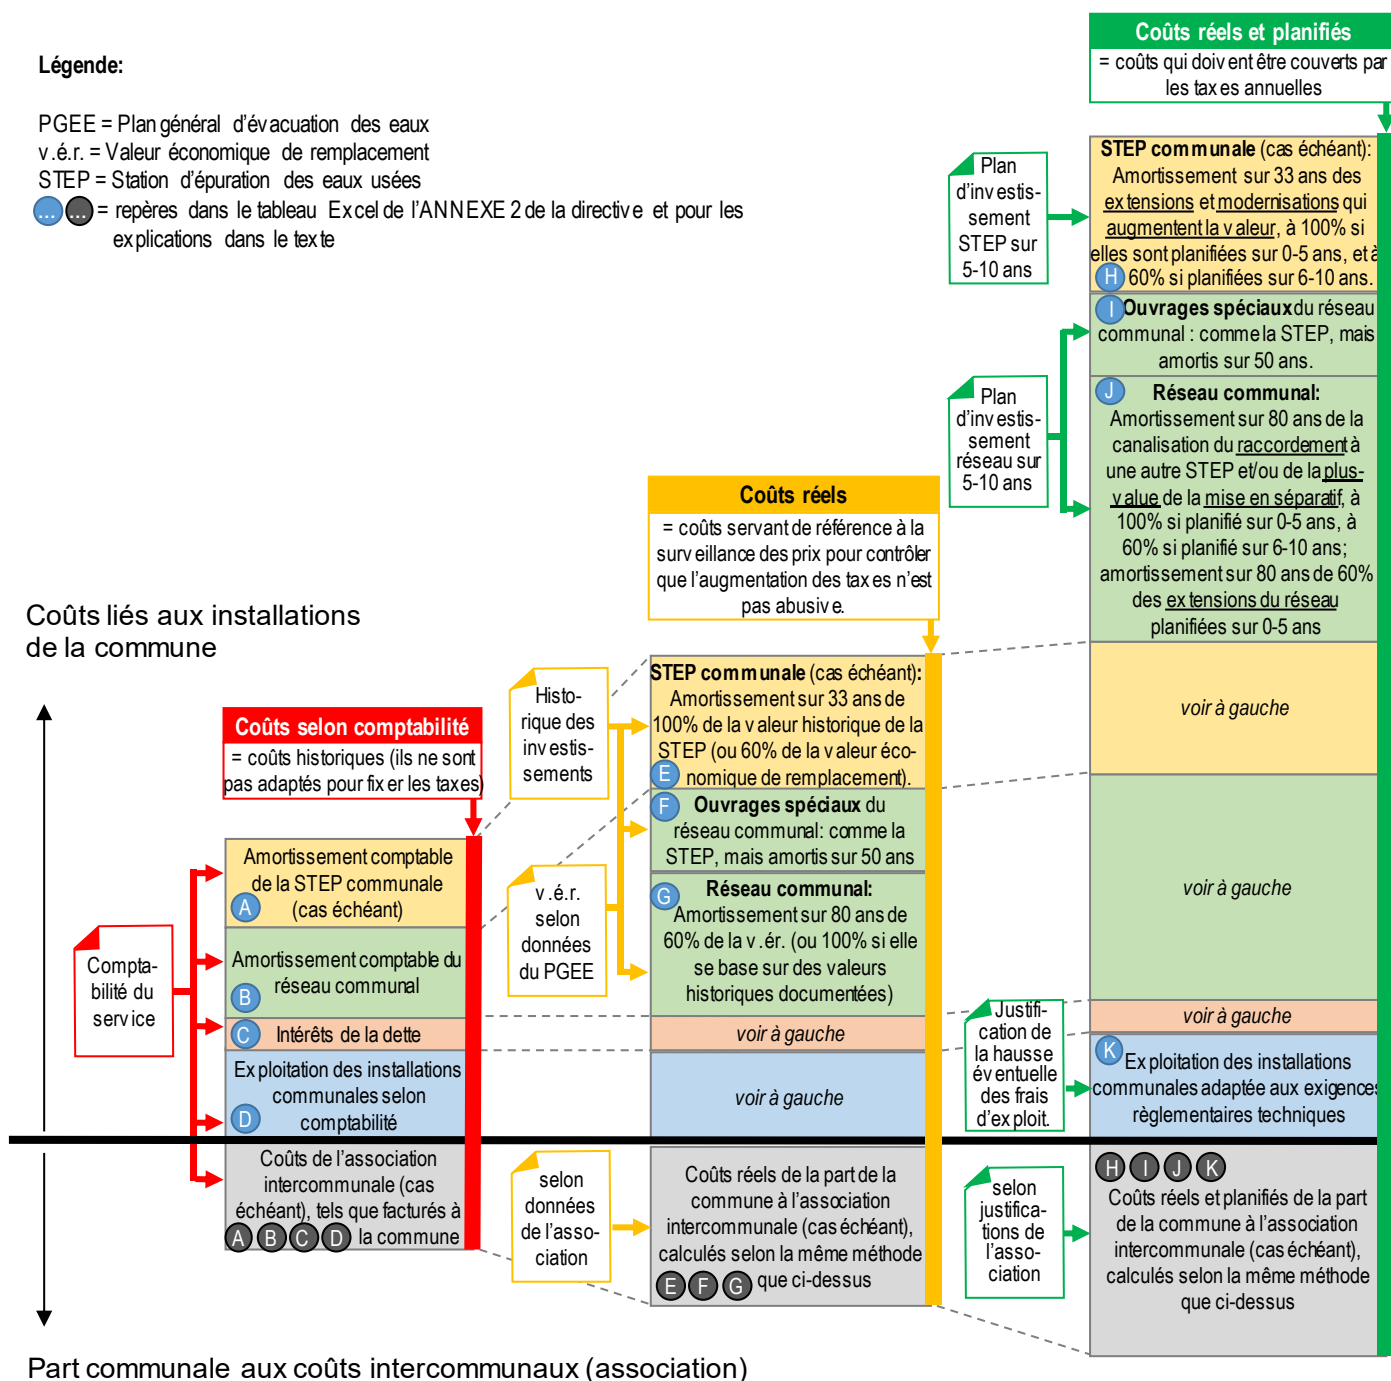 Légende:
PGEE = Plan général d'évacuation des eaux
v.é.r. = Valeur économique de remplacement
STEP = Station d'épuration des eaux usées
... ... = repères dans le tableau Excel de l'ANNEXE 2 de la directive et pour les
explications dans le texte
Coûts réels et planifiés
= coûts qui doivent être couverts par
les taxes annuelles
Plan
d'investis-
sement
STEP sur
5-10 ans
STEP communale (cas échéant):
Amortissement sur 33 ans des
extensions et modernisations qui
augmentent la valeur, à 100% si
elles sont planifiées sur 0-5 ans, et à
H 60% si planifiées sur 6-10 ans.
I Ouvrages spéciaux du réseau
communal : comme la STEP, mais
amortis sur 50 ans.
Plan
d'investis-
sement
réseau sur
5-10 ans
J Réseau communal:
Amortissement sur 80 ans de la
canalisation du raccordement à
une autre STEP et/ou de la plus-
value de la mise en séparatif, à
100% si planifié sur 0-5 ans, à
60% si planifié sur 6-10 ans;
amortissement sur 80 ans de 60%
des extensions du réseau
planifiées sur 0-5 ans
voir à gauche
voir à gauche
voir à gauche
Justifi-
cation de
la hausse
éventuelle
des frais
d'exploit.
K Exploitation des installations
communales adaptée aux exigences
règlementaires techniques
selon
justifica-
tions de
l'asso-
ciation
H I J K
Coûts réels et planifiés de la part
de la commune à l'association
intercommunale (cas échéant),
calculés selon la même méthode
que ci-dessus
Coûts réels
= coûts servant de référence à la
surveillance des prix pour contrôler
que l'augmentation des taxes n'est
pas abusive.
Histo-
rique des
investis-
sements
STEP communale (cas échéant):
Amortissement sur 33 ans de
100% de la valeur historique de la
STEP (ou 60% de la valeur éco-
E nomique de remplacement).
F Ouvrages spéciaux du
réseau communal: comme la
STEP, mais amortis sur 50 ans
v.é.r.
selon
données
du PGEE
G Réseau communal:
Amortissement sur 80 ans de
60% de la v.ér. (ou 100% si elle
se base sur des valeurs
historiques documentées)
voir à gauche
voir à gauche
selon
données
de l'asso-
ciation
Coûts réels de la part de la
commune à l'association
intercommunale (cas échéant),
calculés selon la même méthode
E F G que ci-dessus
Coûts liés aux installations
de la commune
Coûts selon comptabilité
= coûts historiques (ils ne sont
pas adaptés pour fixer les taxes)
Compta-
bilité du
service
Amortissement comptable
de la STEP communale
A (cas échéant)
Amortissement comptable du
B réseau communal
C Intérêts de la dette
Exploitation des installations
communales selon
D comptabilité
Coûts de l'association
intercommunale (cas
échéant), tels que facturés à
A B C D la commune
Part communale aux coûts intercommunaux (association)